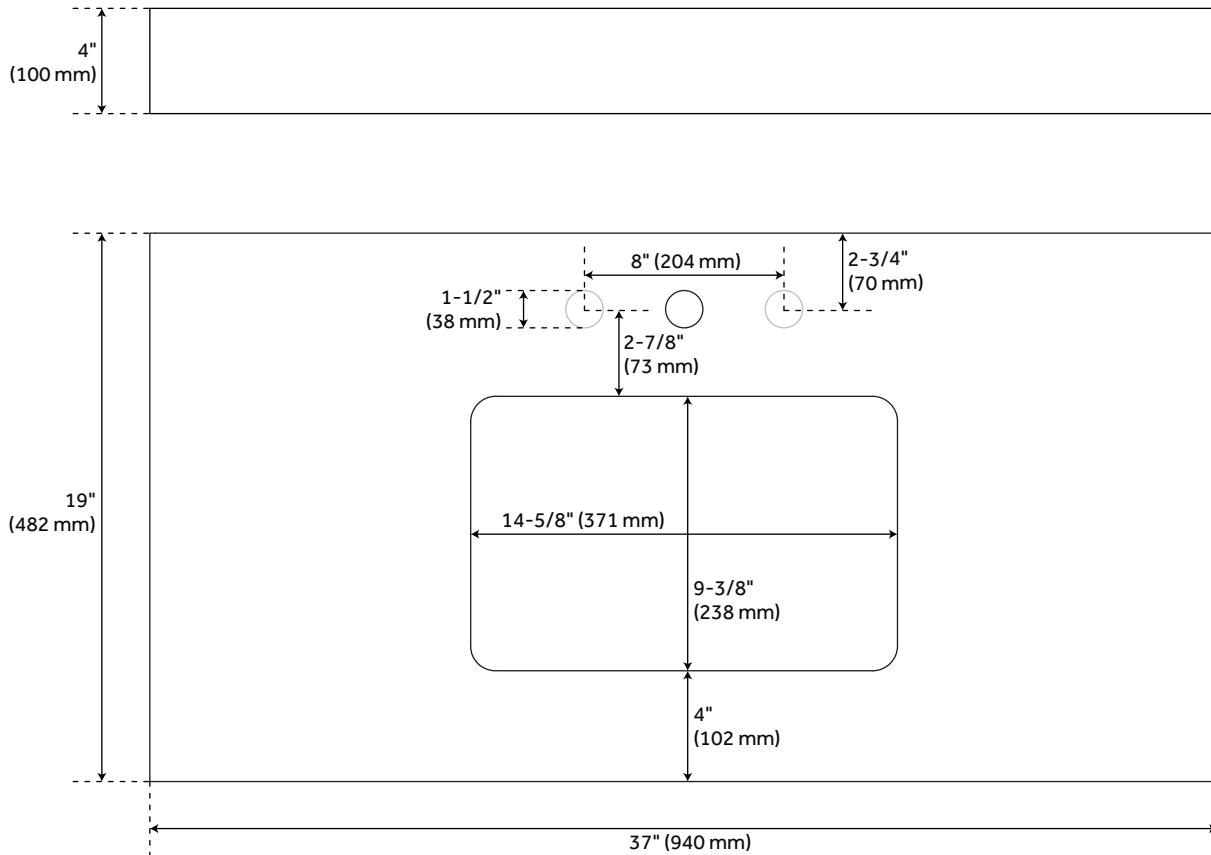 4"
(100 mm)
8" (204 mm)
2-3/4"
(70 mm)
1-1/2"
(38 mm)
2-7/8"
(73 mm)
19"
(482 mm)
14-5/8" (371 mm)
9-3/8"
(238 mm)
4"
(102 mm)
37" (940 mm)